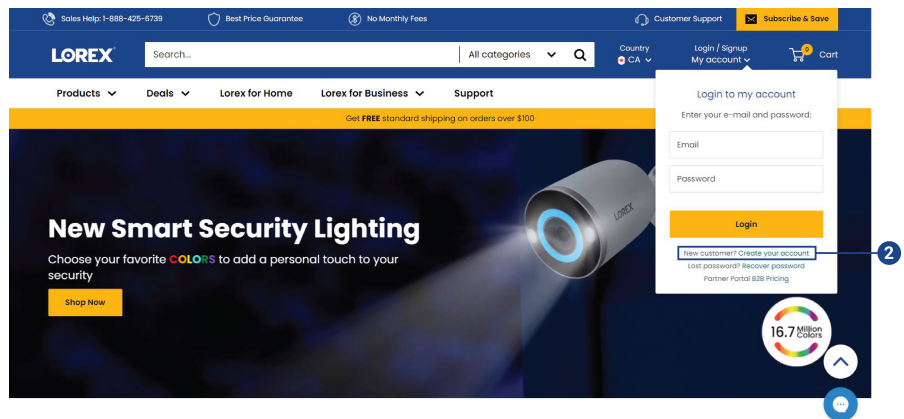 Sales Help: 1-888-425-6739 Best Price Guarantee No Monthly Fees Customer Support Subscribe & Save
LOREX Search... All categories Country CA Login / Signup My account 0 Cart
Products Deals Lorex for Home Lorex for Business Support
Get FREE standard shipping on orders over $100
Login to my account
Enter your e-mail and password:
Email
Password
Login
New customer? Create your account
2
Lost password? Recover password
Partner Portal B2B Pricing
LOREX
New Smart Security Lighting
Choose your favorite COLORS to add a personal touch to your
security
Shop Now
16.7 Million
Colors